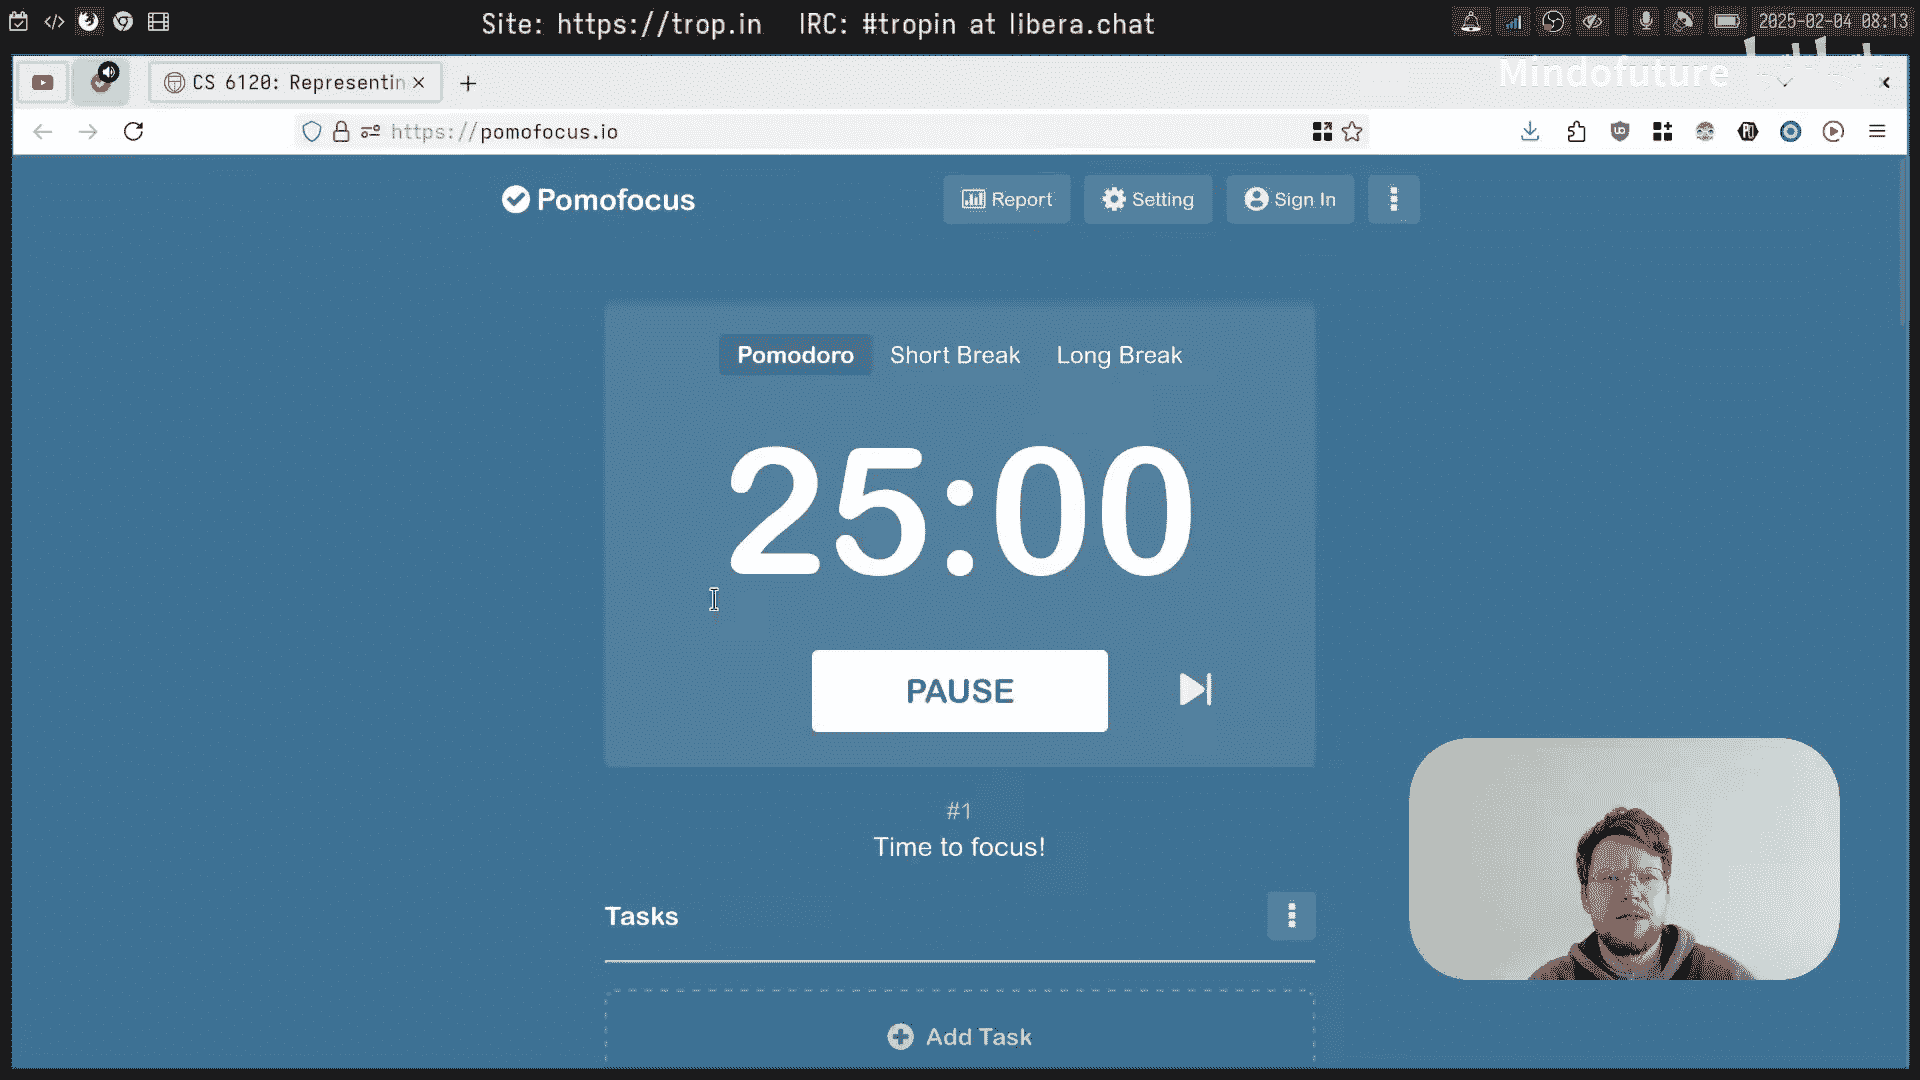 Site: https://trop.in IRC: #tropin at libera.chat
2025-02-04 08:13
Mindofuture
CS 6120: Representin
https://pomofocus.io
Pomofocus
Report
Setting
Sign In
Pomodoro
Short Break
Long Break
25:00
PAUSE
#1
Time to focus!
Tasks
Add Task